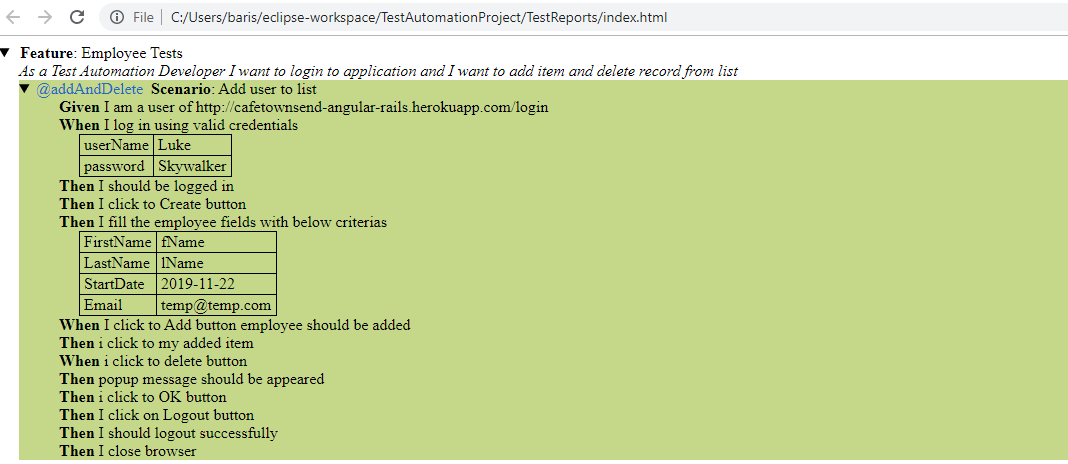 File | C:/Users/baris/eclipse-workspace/TestAutomationProject/TestReports/index.html
Feature: Employee Tests
As a Test Automation Developer I want to login to application and I want to add item and delete record from list
@addAndDelete Scenario: Add user to list
Given I am a user of http://cafetownsend-angular-rails.herokuapp.com/login
When I log in using valid credentials
userName Luke
password Skywalker
Then I should be logged in
Then I click to Create button
Then I fill the employee fields with below criterias
FirstName fName
LastName lName
StartDate 2019-11-22
Email temp@temp.com
When I click to Add button employee should be added
Then i click to my added item
When i click to delete button
Then popup message should be appeared
Then i click to OK button
Then I click on Logout button
Then I should logout successfully
Then I close browser